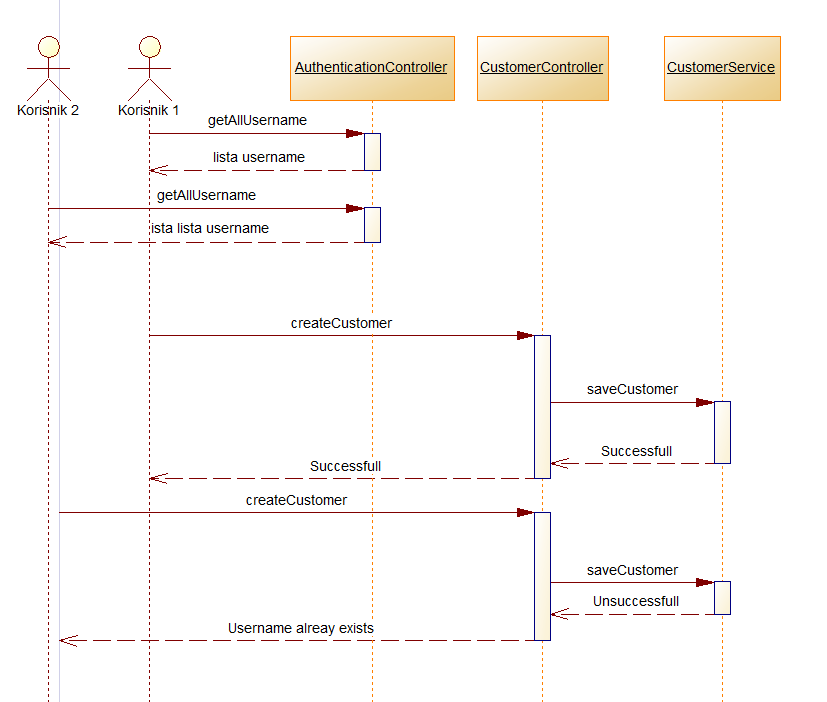 Korisnik 2
Korisnik 1
AuthenticationController
CustomerController
CustomerService
getAllUsername
lista username
getAllUsername
ista lista username
createCustomer
saveCustomer
Successfull
Successfull
createCustomer
saveCustomer
Unsuccessfull
Username alreay exists